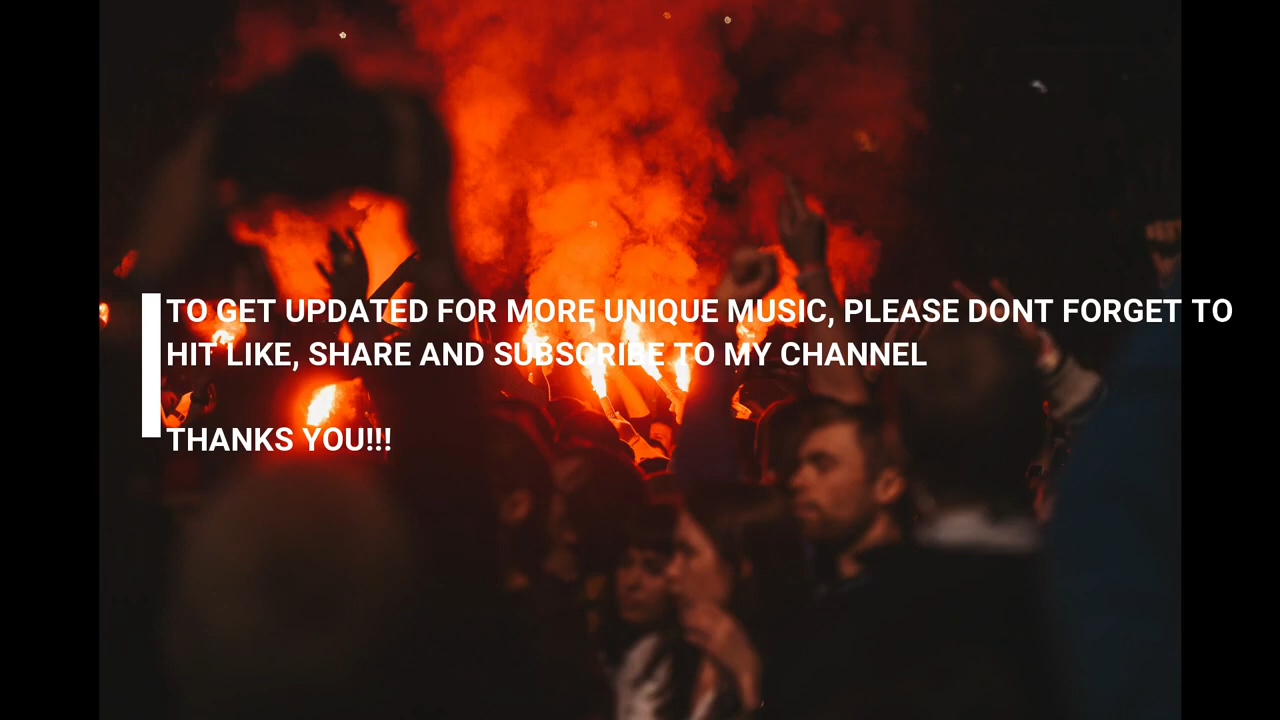 TO GET UPDATED FOR MORE UNIQUE MUSIC, PLEASE DONT FORGET TO
HIT LIKE, SHARE AND SUBSCRIBE TO MY CHANNEL
THANKS YOU!!!